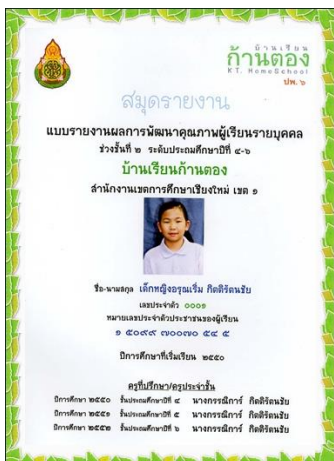 บ้านเรียน
ก้านตอง
KT. HomeSchool
ปพ. ๖
สมุดรายงาน
แบบรายงานผลการพัฒนาคุณภาพผู้เรียนรายบุคคล
ช่วงชั้นที่ ๒ ระดับประถมศึกษาปีที่ ๔-๖
บ้านเรียนก้านตอง
สำนักงานเขตการศึกษาเชียงใหม่ เขต ๑
ชื่อ-นามสกุล เด็กหญิงอรุณเริ่ม กิตติรัตนชัย
เลขประจำตัว ๐๐๐๑
หมายเลขประจำตัวประชาชนของผู้เรียน
๑ ๕๐๙๙ ๗๐๐๗๐ ๕๔ ๕
ปีการศึกษาที่เริ่มเรียน ๒๕๕๐
ครูที่ปรึกษา/ครูประจำชั้น
ปีการศึกษา ๒๕๕๐ ชั้นประถมศึกษาปีที่ ๔ นางกรรณิการ์ กิตติรัตนชัย
ปีการศึกษา ๒๕๕๑ ชั้นประถมศึกษาปีที่ ๕ นางกรรณิการ์ กิตติรัตนชัย
ปีการศึกษา ๒๕๕๒ ชั้นประถมศึกษาปีที่ ๖ นางกรรณิการ์ กิตติรัตนชัย